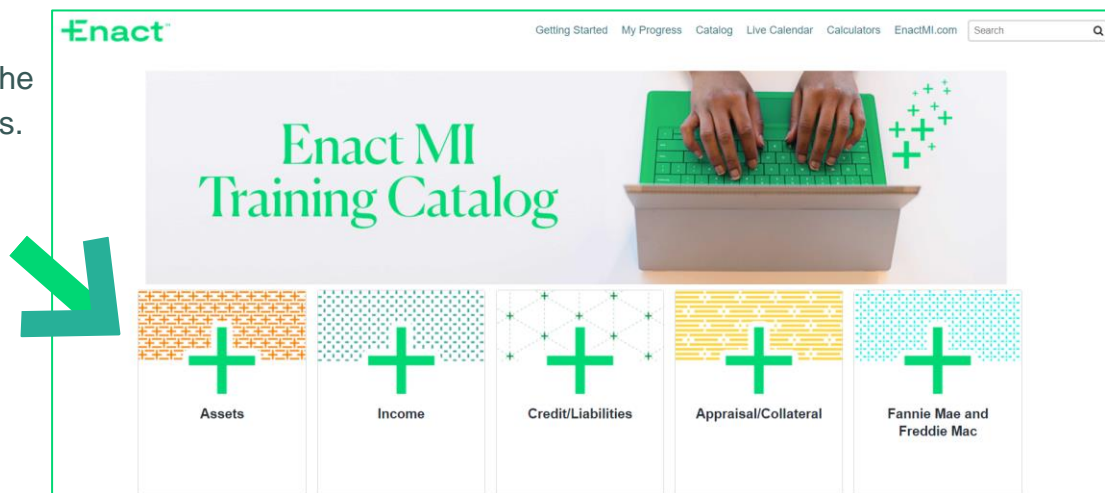 he
s.
Enact
Getting Started My Progress Catalog Live Calendar Calculators EnactMI.com Search
Enact MI
Training Catalog
Assets Income Credit/Liabilities Appraisal/Collateral Fannie Mae and
Freddie Mac